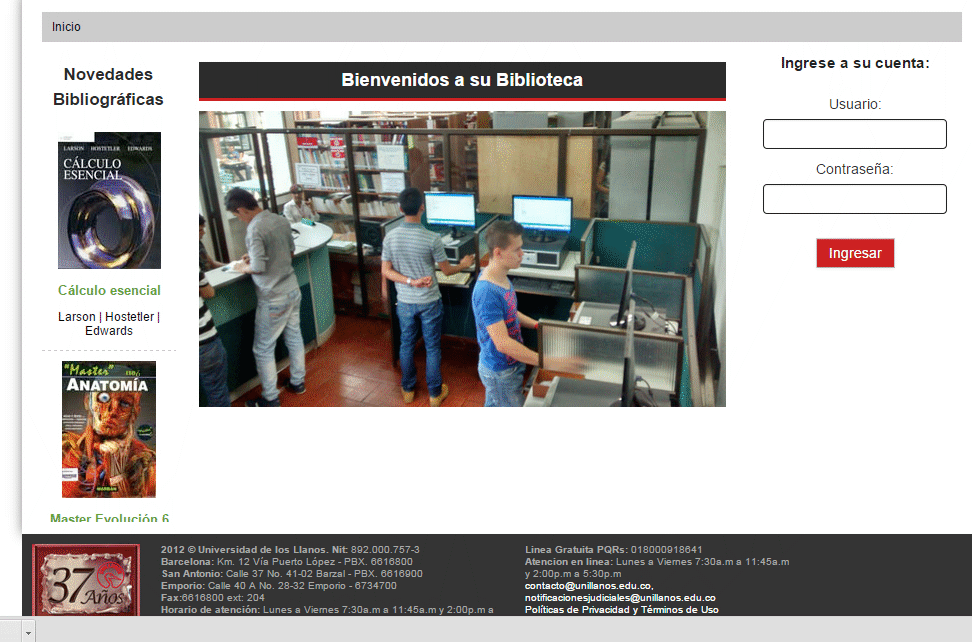 Inicio
Novedades
Bibliográficas
LARSON HOSTETLER EDWARDS
CÁLCULO
ESENCIAL
Cálculo esencial
Larson | Hostetler |
Edwards
"Master"
ANATOMÍA
MARBÁN
Master Evolución 6
Bienvenidos a su Biblioteca
Ingrese a su cuenta:
Usuario:
Contraseña:
Ingresar
37 Años
2012 © Universidad de los Llanos. Nit: 892.000.757-3
Barcelona: Km. 12 Vía Puerto López - PBX. 6616800
San Antonio: Calle 37 No. 41-02 Barzal - PBX. 6616900
Emporio: Calle 40 A No. 28-32 Emporio - 6734700
Fax:6616800 ext: 204
Horario de atención: Lunes a Viernes 7:30a.m a 11:45a.m y 2:00p.m a
Linea Gratuita PQRs: 018000918641
Atencion en linea: Lunes a Viernes 7:30a.m a 11:45a.m
y 2:00p.m a 5:30p.m
contacto@unillanos.edu.co,
notificacionesjudiciales@unillanos.edu.co
Políticas de Privacidad y Términos de Uso